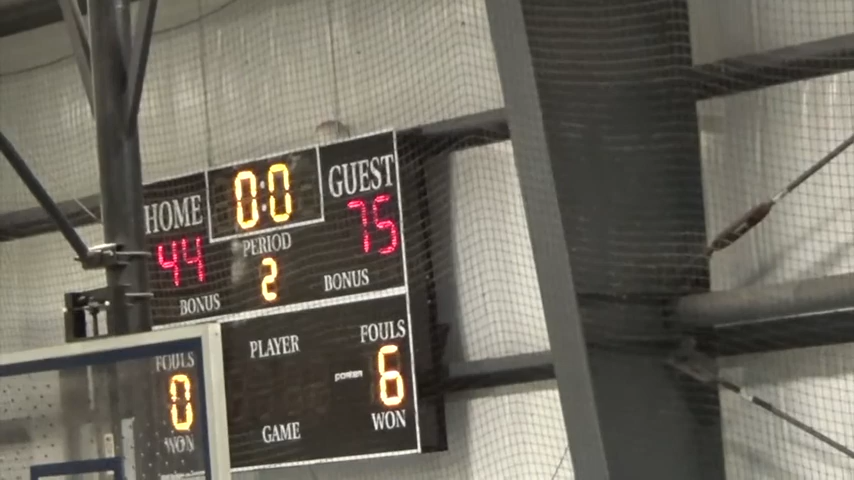 HOME 0:0 GUEST
44 PERIOD 75
BONUS 2 BONUS
FOULS PLAYER FOULS
0 6
WON GAME WON